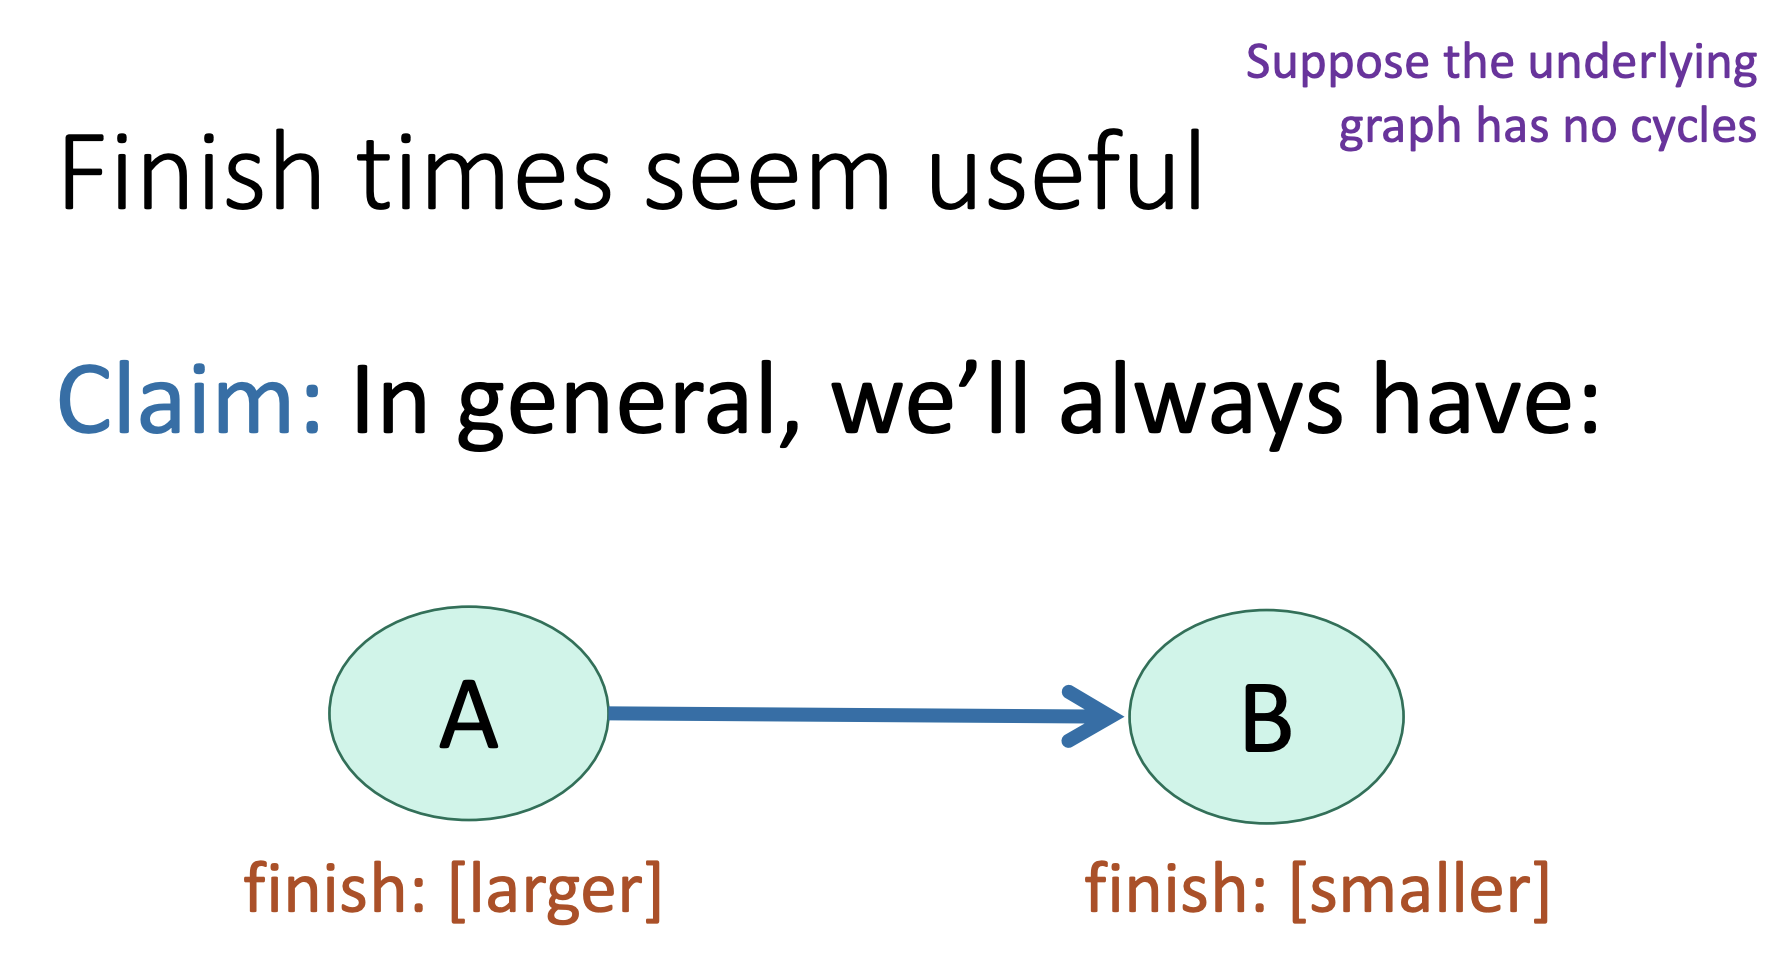 Suppose the underlying
graph has no cycles
Finish times seem useful
Claim: In general, we’ll always have:
A
B
finish: [larger]
finish: [smaller]